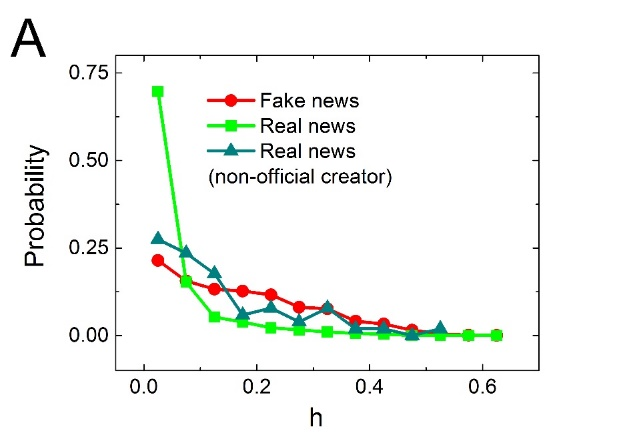 A
0.75
0.50
0.25
0.00
Probability
Fake news
Real news
Real news
(non-official creator)
0.0 0.2 0.4 0.6
h